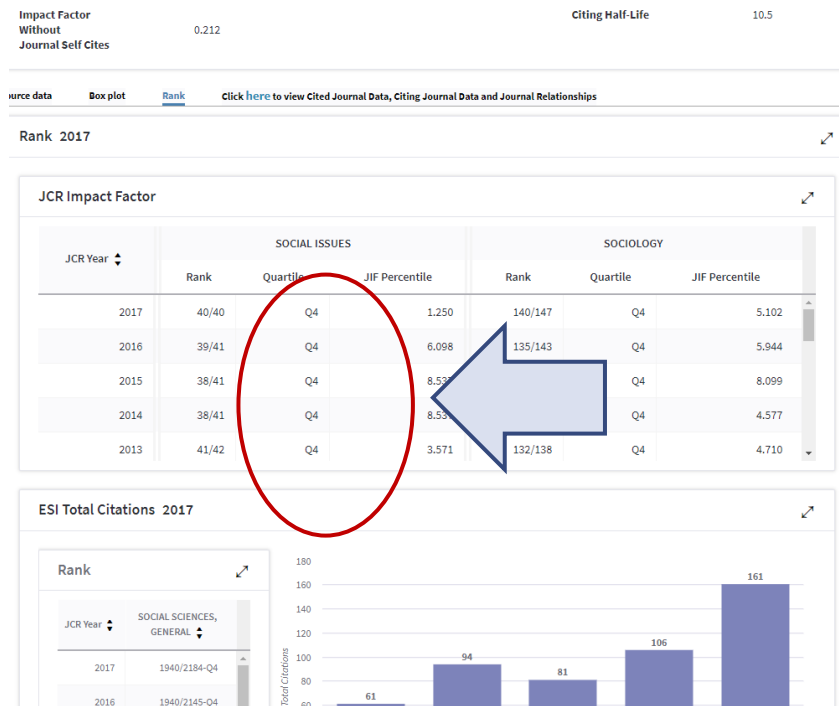 Impact Factor
Without
Journal Self Cites
0.212
Citing Half-Life
10.5
urce data Box plot Rank Click here to view Cited Journal Data, Citing Journal Data and Journal Relationships
Rank 2017
JCR Impact Factor
JCR Year SOCIAL ISSUES SOCIOLOGY
Rank Quartile JIF Percentile Rank Quartile JIF Percentile
2017 40/40 Q4 1.250 140/147 Q4 5.102
2016 39/41 Q4 6.098 135/143 Q4 5.944
2015 38/41 Q4 8.53 Q4 8.099
2014 38/41 Q4 8.53 Q4 4.577
2013 41/42 Q4 3.571 132/138 Q4 4.710
ESI Total Citations 2017
Rank
JCR Year
SOCIAL SCIENCES,
GENERAL
2017 1940/2184-Q4
2016 1940/2145-Q4
Total Citations
180
160
140
120
100
80
60
61
94
81
106
161